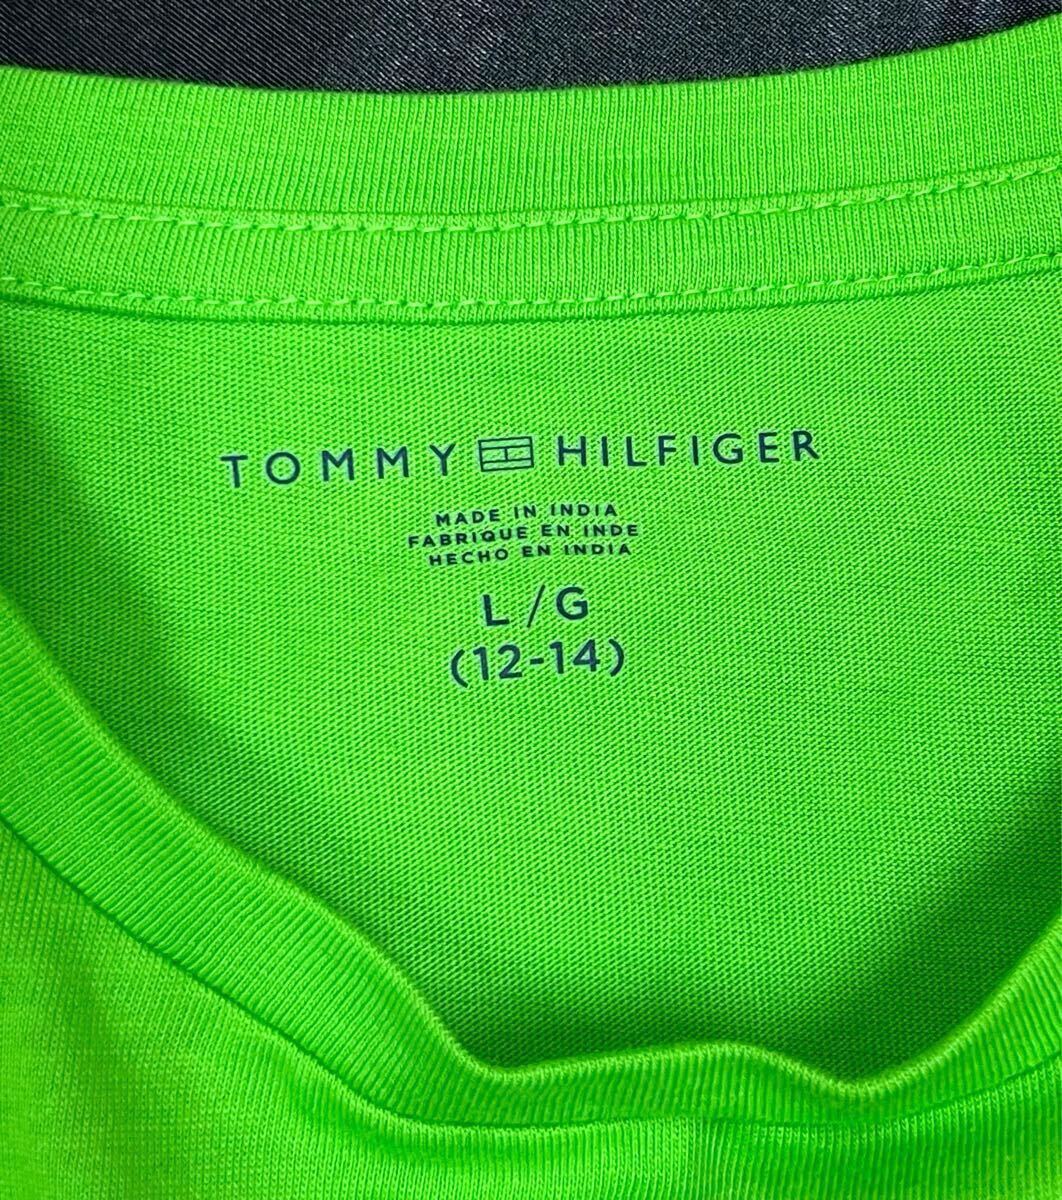 TOMMY HILFIGER
MADE IN INDIA
FABRIQUE EN INDE
HECHO EN INDIA
L/G
(12-14)